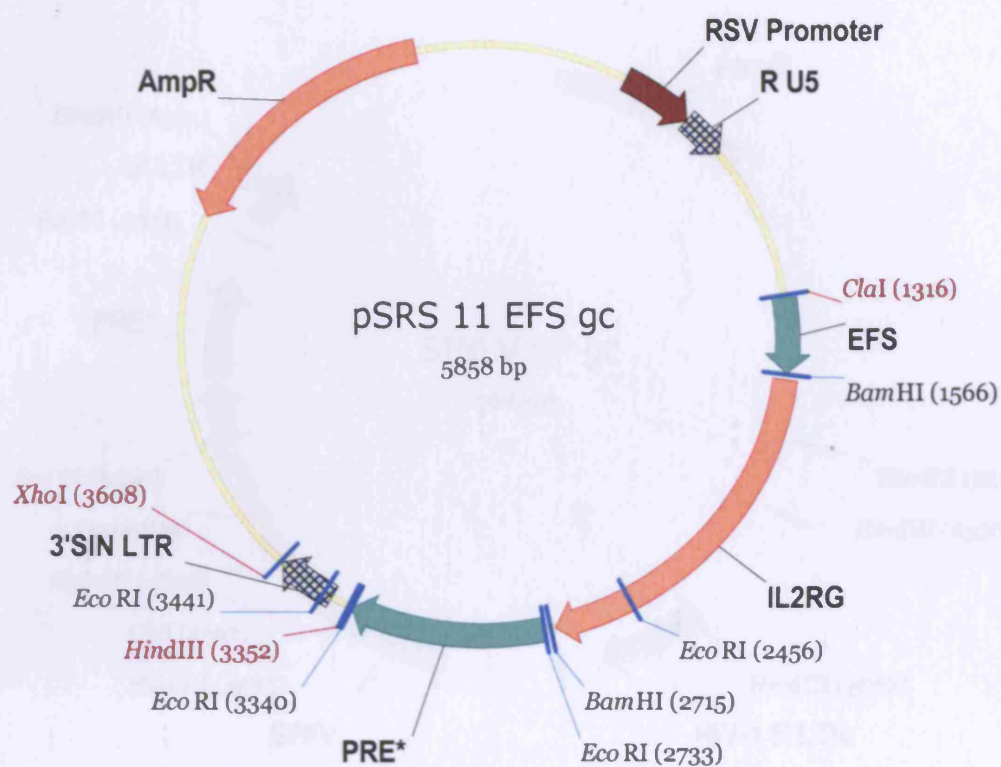 RSV Promoter
AmpR
R U5
ClaI (1316)
EFS
pSRS 11 EFS gc
5858 bp
BamHI (1566)
XhoI (3608)
3'SIN LTR
EcoRI (3441)
IL2RG
HindIII (3352)
EcoRI (2456)
EcoRI (3340)
BamHI (2715)
PRE*
EcoRI (2733)